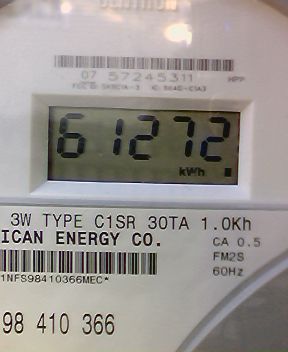 07 57245311 HPP
61272
kWh
3W TYPE C1SR 30TA 1.0Kh
ICAN ENERGY CO.
CA 0.5
FM2S
60Hz
1NFS98410366MEC*
98 410 366